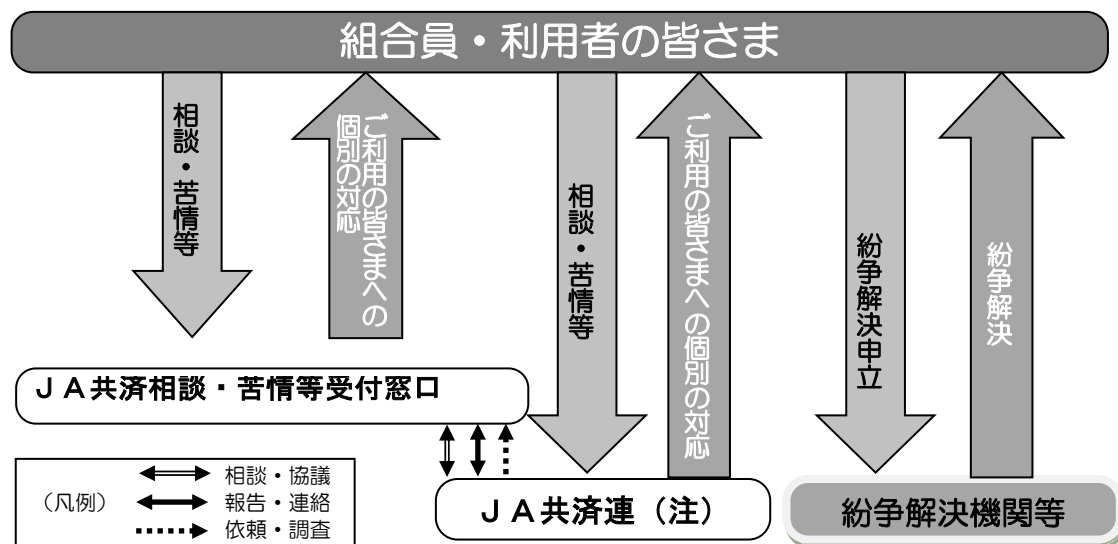 組合員・利用者の皆さま
相談・苦情等
ご利用の皆さまへの
個別の対応
相談・苦情等
ご利用の皆さまへ の個別の対応
紛争解決申立
紛争解決
ＪＡ共済相談・苦情等受付窓口
（凡例）
相談・協議
報告・連絡
依頼・調査
ＪＡ共済連（注）
紛争解決機関等